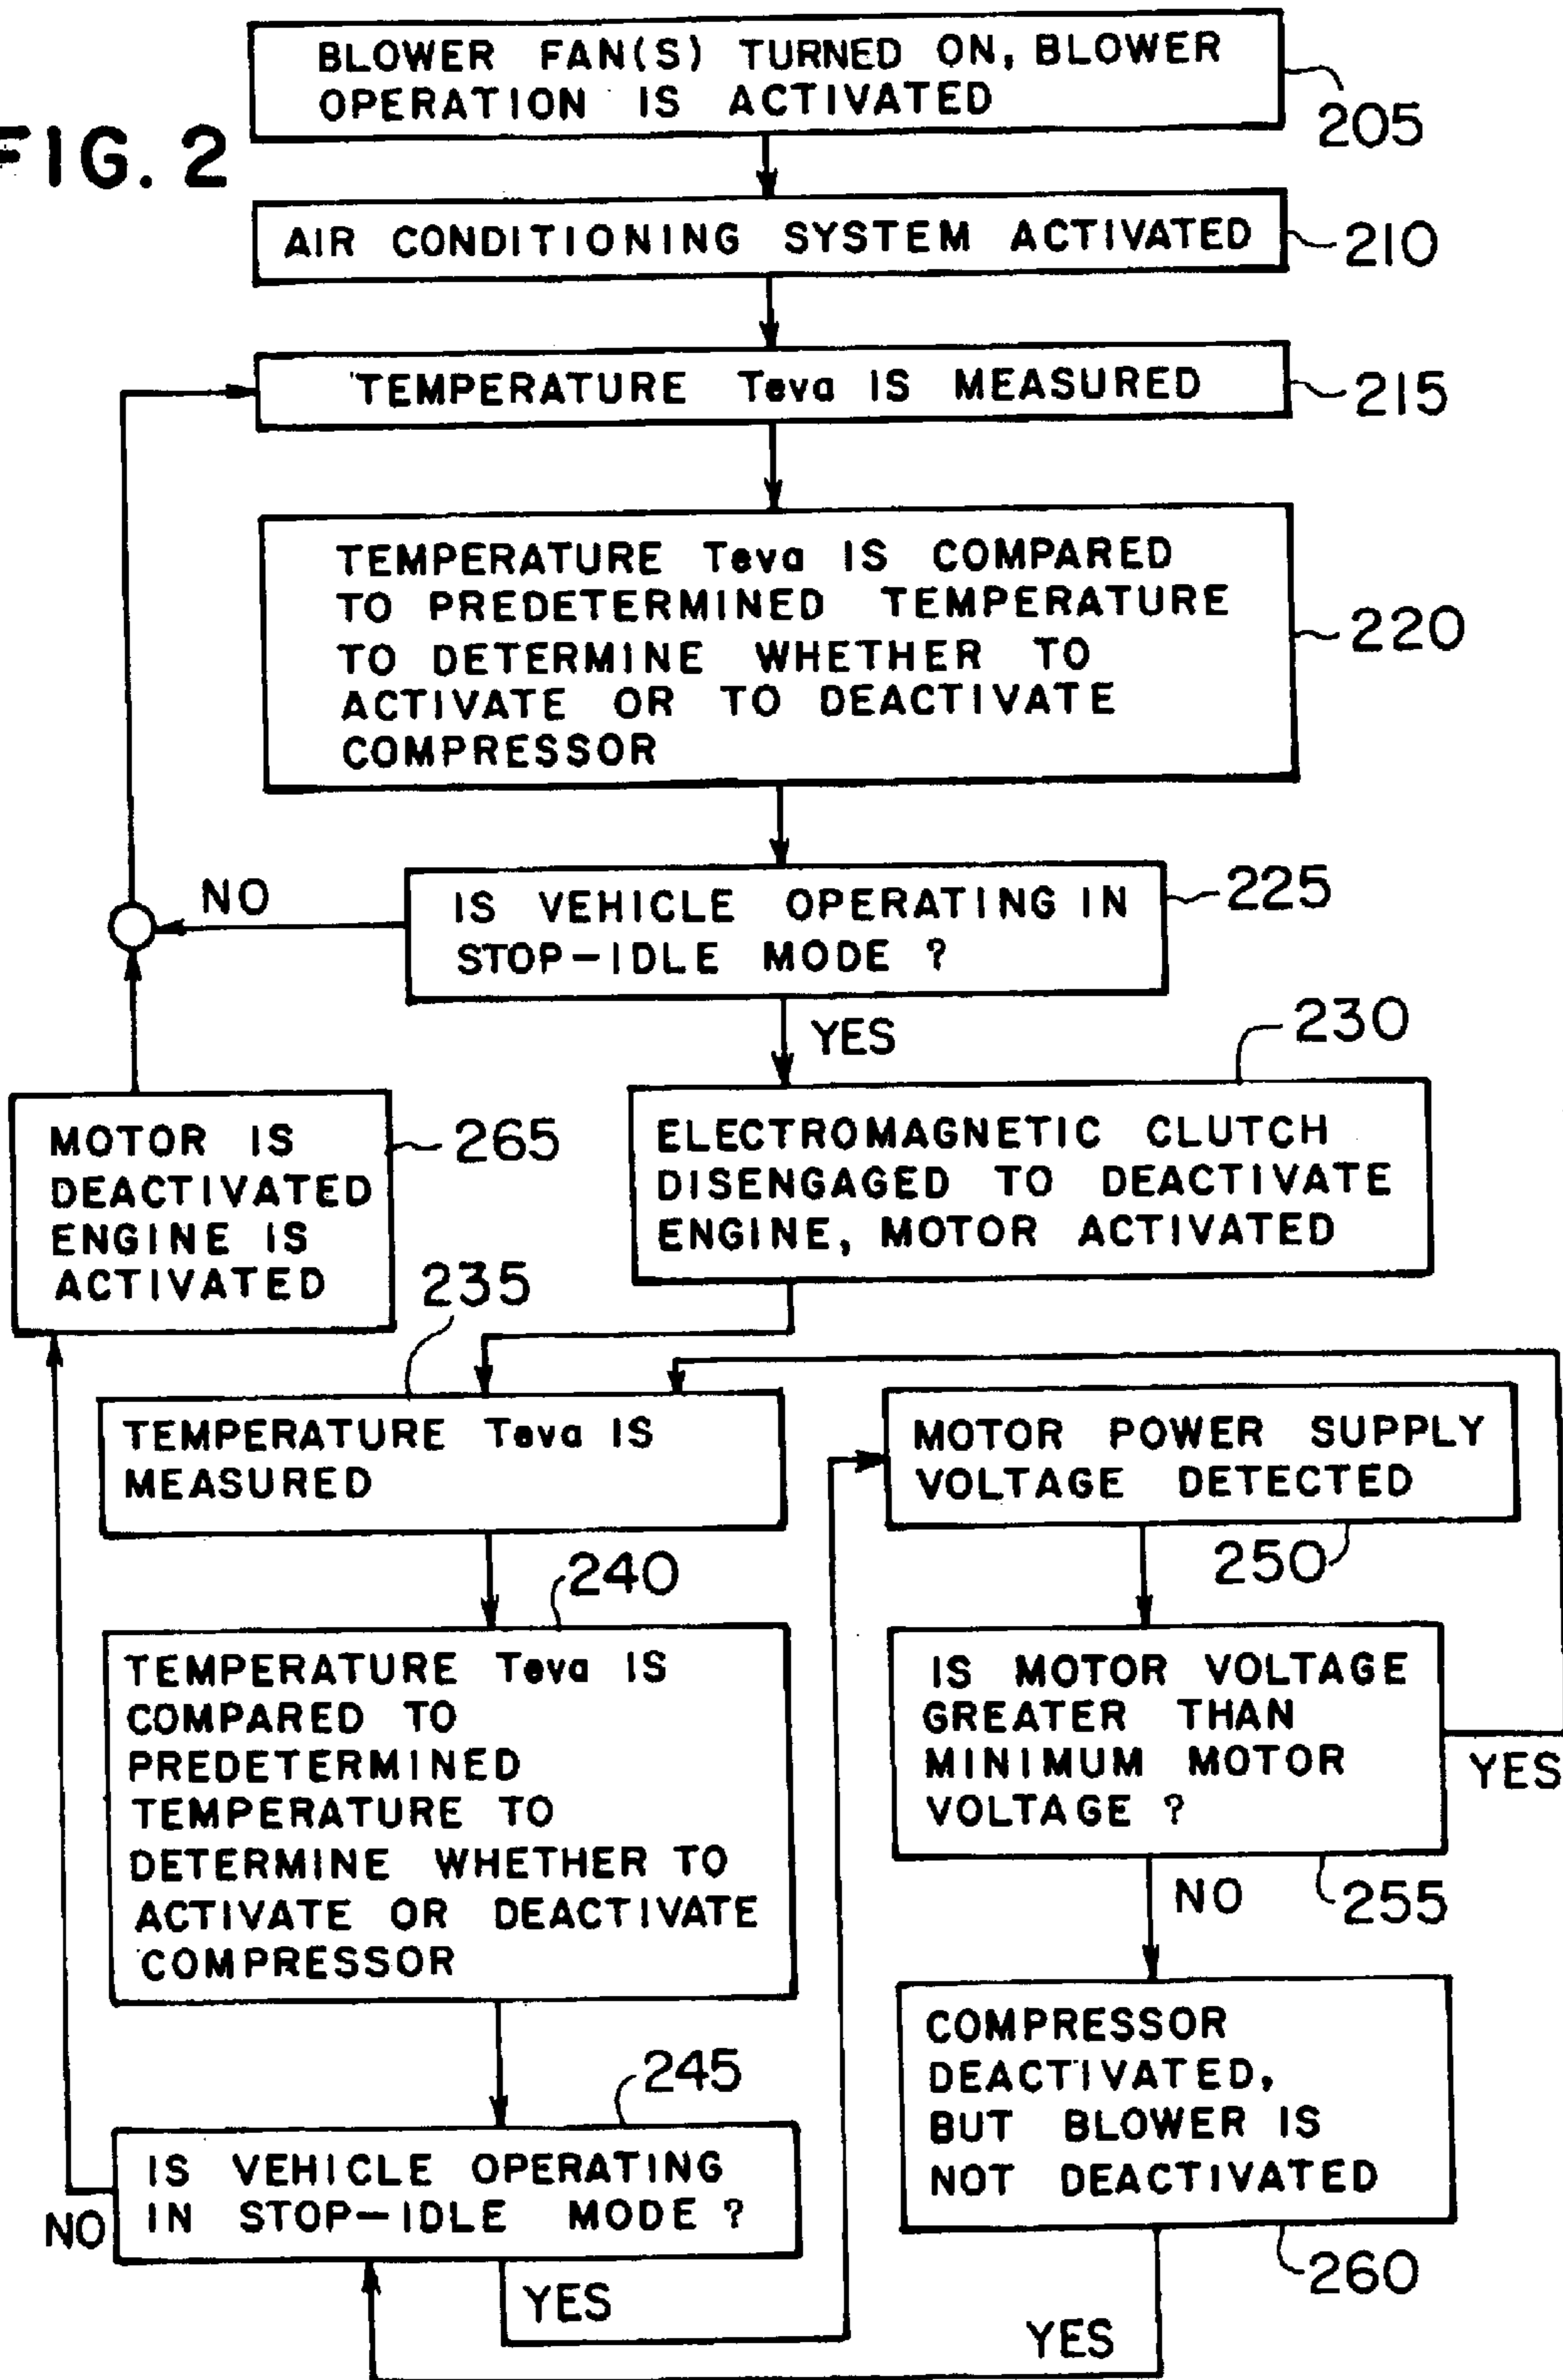 BLOWER FAN(S) TURNED ON, BLOWER
OPERATION IS ACTIVATED
205
FIG. 2
AIR CONDITIONING SYSTEM ACTIVATED
210
TEMPERATURE Teva IS MEASURED
215
TEMPERATURE Teva IS COMPARED
TO PREDETERMINED TEMPERATURE
TO DETERMINE WHETHER TO
ACTIVATE OR TO DEACTIVATE
COMPRESSOR
220
NO
IS VEHICLE OPERATING IN
STOP-IDLE MODE ?
225
YES
230
ELECTROMAGNETIC CLUTCH
DISENGAGED TO DEACTIVATE
ENGINE, MOTOR ACTIVATED
MOTOR IS
DEACTIVATED
ENGINE IS
ACTIVATED
265
235
TEMPERATURE Teva IS
MEASURED
MOTOR POWER SUPPLY
VOLTAGE DETECTED
250
240
TEMPERATURE Teva IS
COMPARED TO
PREDETERMINED
TEMPERATURE TO
DETERMINE WHETHER TO
ACTIVATE OR DEACTIVATE
COMPRESSOR
IS MOTOR VOLTAGE
GREATER THAN
MINIMUM MOTOR
VOLTAGE ?
YES
NO
255
COMPRESSOR
DEACTIVATED,
BUT BLOWER IS
NOT DEACTIVATED
260
245
IS VEHICLE OPERATING
IN STOP-IDLE MODE ?
NO
YES
YES